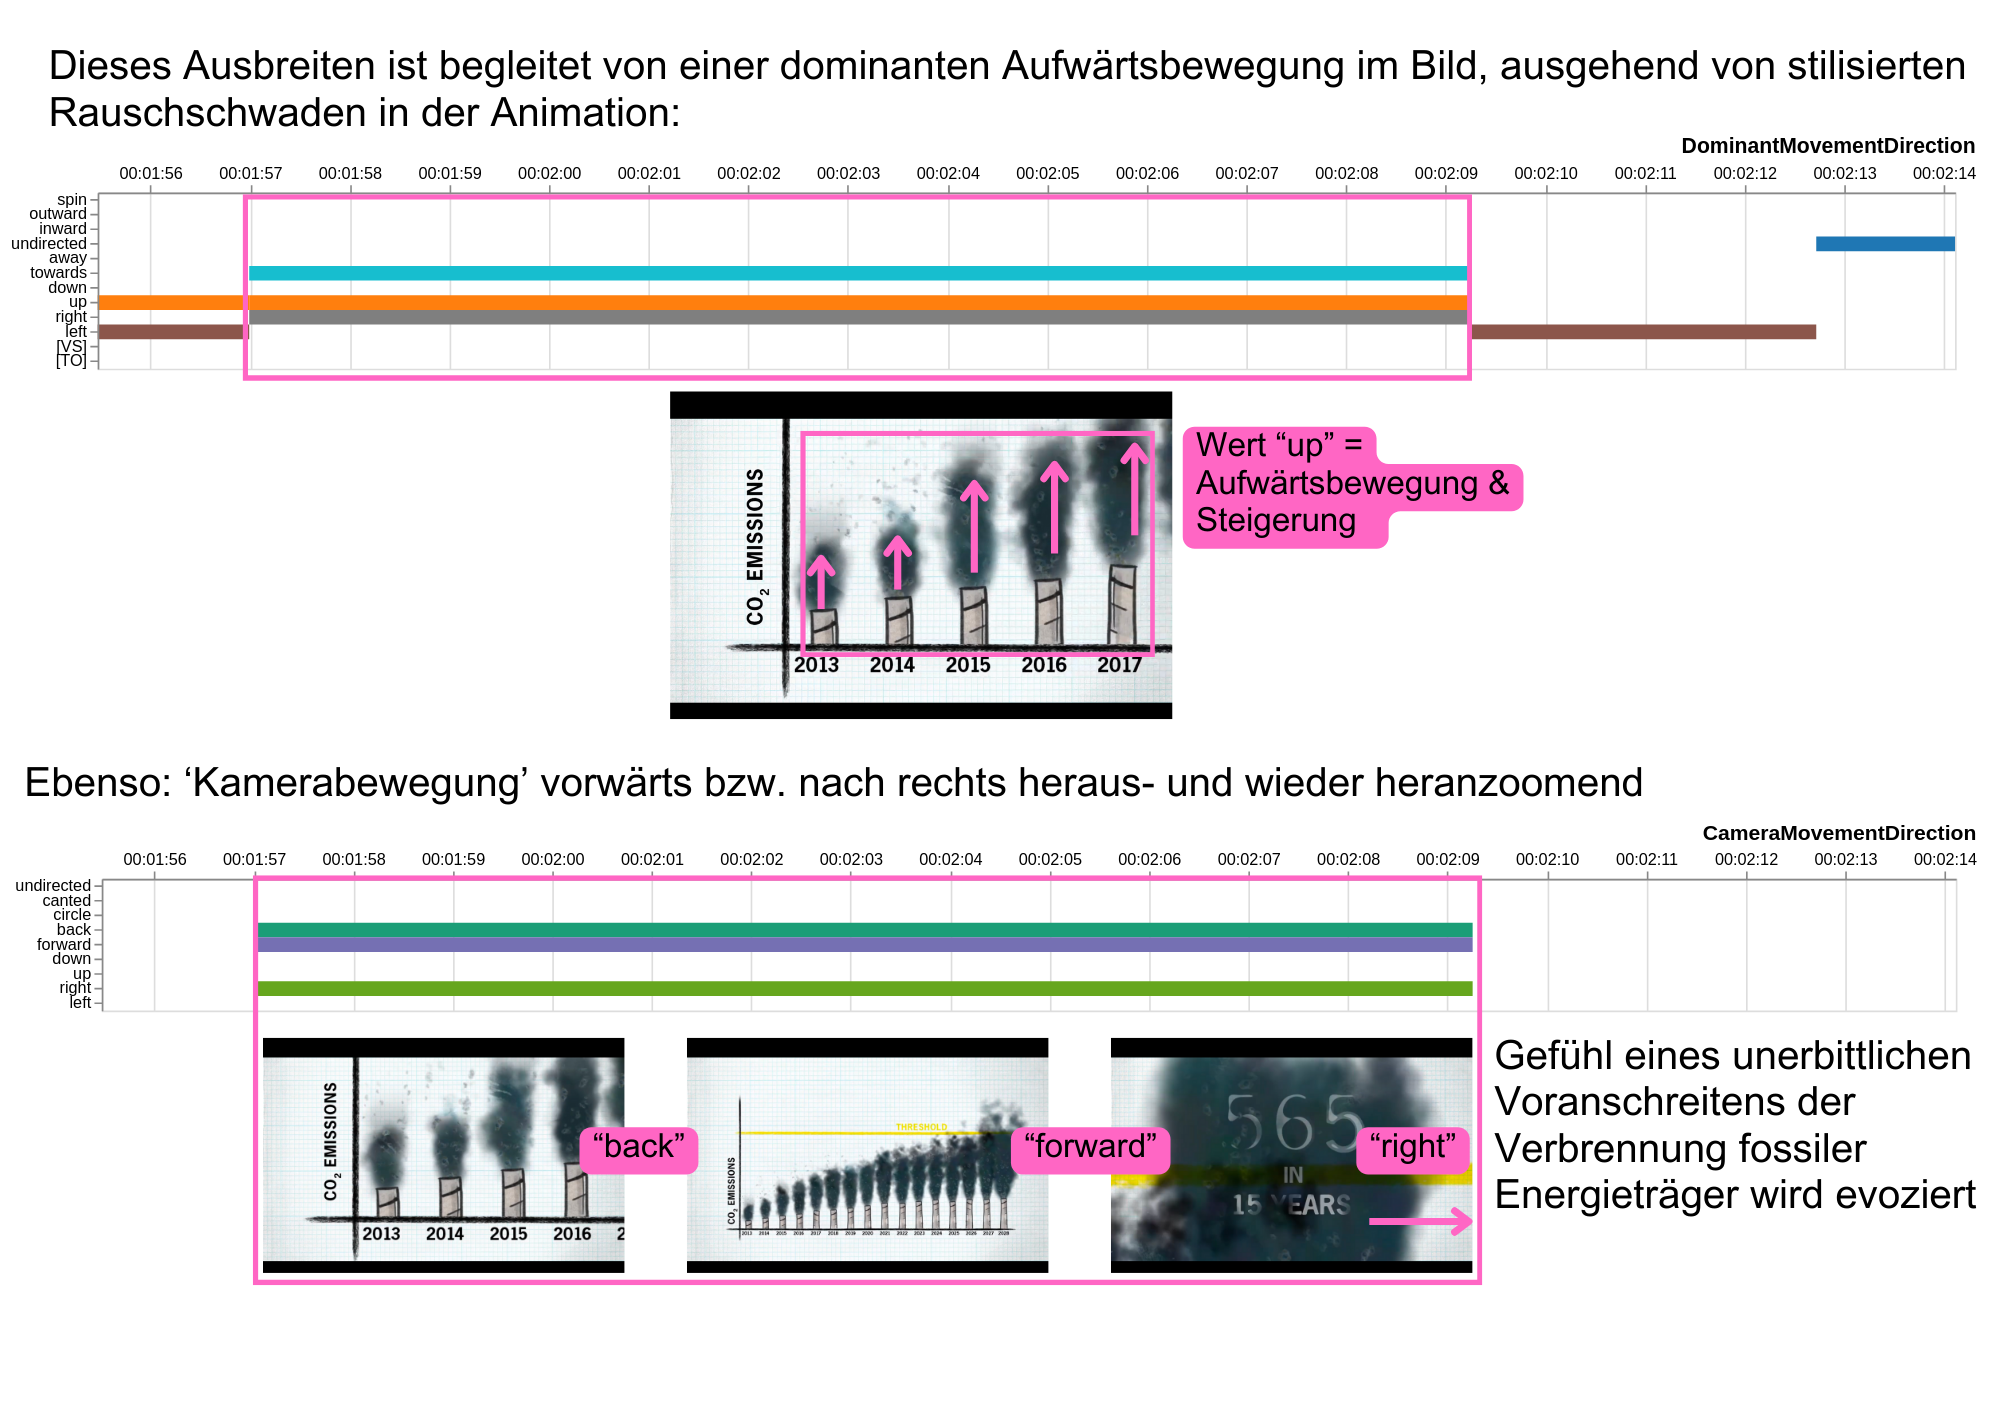 Dieses Ausbreiten ist begleitet von einer dominanten Aufwärtsbewegung im Bild, ausgehend von stilisierten
Rauschschwaden in der Animation:
DominantMovementDirection
00:01:56 00:01:57 00:01:58 00:01:59 00:02:00 00:02:01 00:02:02 00:02:03 00:02:04 00:02:05 00:02:06 00:02:07 00:02:08 00:02:09 00:02:10 00:02:11 00:02:12 00:02:13 00:02:14
spin
outward
inward
undirected
away
towards
down
up
right
left
[VS]
[TO]
CO2 EMISSIONS
2013 2014 2015 2016 2017
Wert “up” =
Aufwärtsbewegung &
Steigerung
Ebenso: ‘Kamerabewegung’ vorwärts bzw. nach rechts heraus- und wieder heranzoomend
CameraMovementDirection
00:01:56 00:01:57 00:01:58 00:01:59 00:02:00 00:02:01 00:02:02 00:02:03 00:02:04 00:02:05 00:02:06 00:02:07 00:02:08 00:02:09 00:02:10 00:02:11 00:02:12 00:02:13 00:02:14
undirected
canted
circle
back
forward
down
up
right
left
CO2 EMISSIONS
2013 2014 2015 2016 2
“back”
THRESHOLD
CO2 EMISSIONS
2013 2014 2015 2016 2017 2018 2019 2020 2021 2022 2023 2024 2025 2026 2027 2028
“forward”
565
IN
15 YEARS
“right”
Gefühl eines unerbittlichen
Voranschreitens der
Verbrennung fossiler
Energieträger wird evoziert